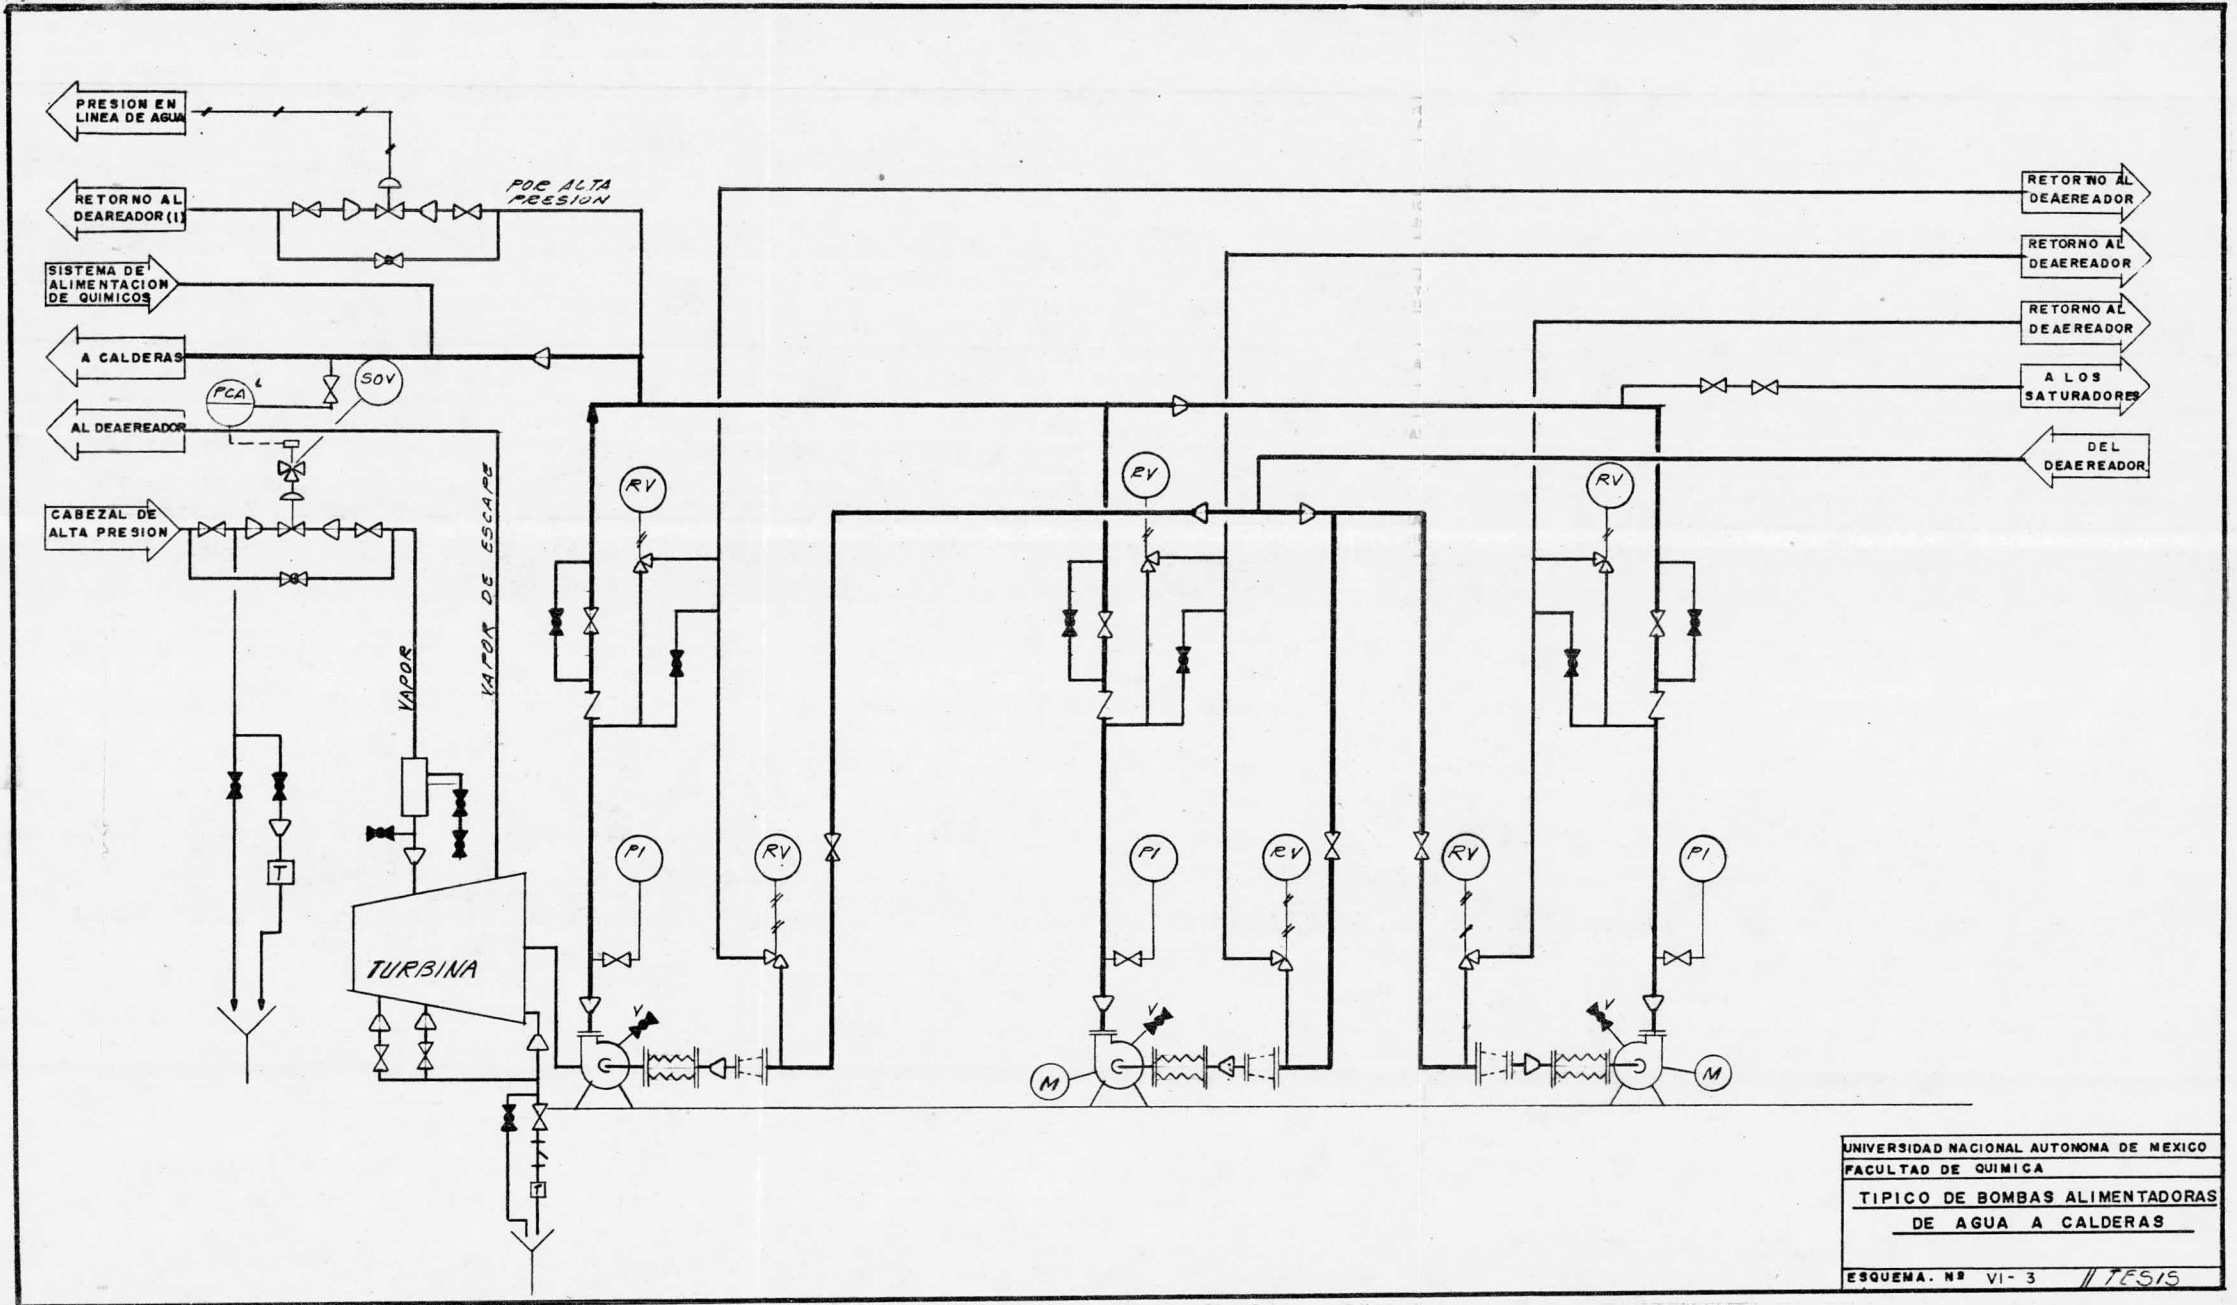 PRESION EN
LINEA DE AGUA
RETORNO AL
DEAREADOR (1)
POR ALTA
PRESION
SISTEMA DE
ALIMENTACION
DE QUIMICOS
A CALDERAS
PCA
SOV
AL DEAEREADOR
CABEZAL DE
ALTA PRESION
VAPOR
VAPOR DE ESCAPE
T
TURBINA
T
RV
RV
RV
PI
RV
PI
RV
RV
PI
V
V
V
M
M
RETORNO AL
DEAEREADOR
RETORNO AL
DEAEREADOR
RETORNO AL
DEAEREADOR
A LOS
SATURADORES
DEL
DEAEREADOR
UNIVERSIDAD NACIONAL AUTONOMA DE MEXICO
FACULTAD DE QUIMICA
TIPICO DE BOMBAS ALIMENTADORAS
DE AGUA A CALDERAS
ESQUEMA. Nº VI - 3 // TESIS